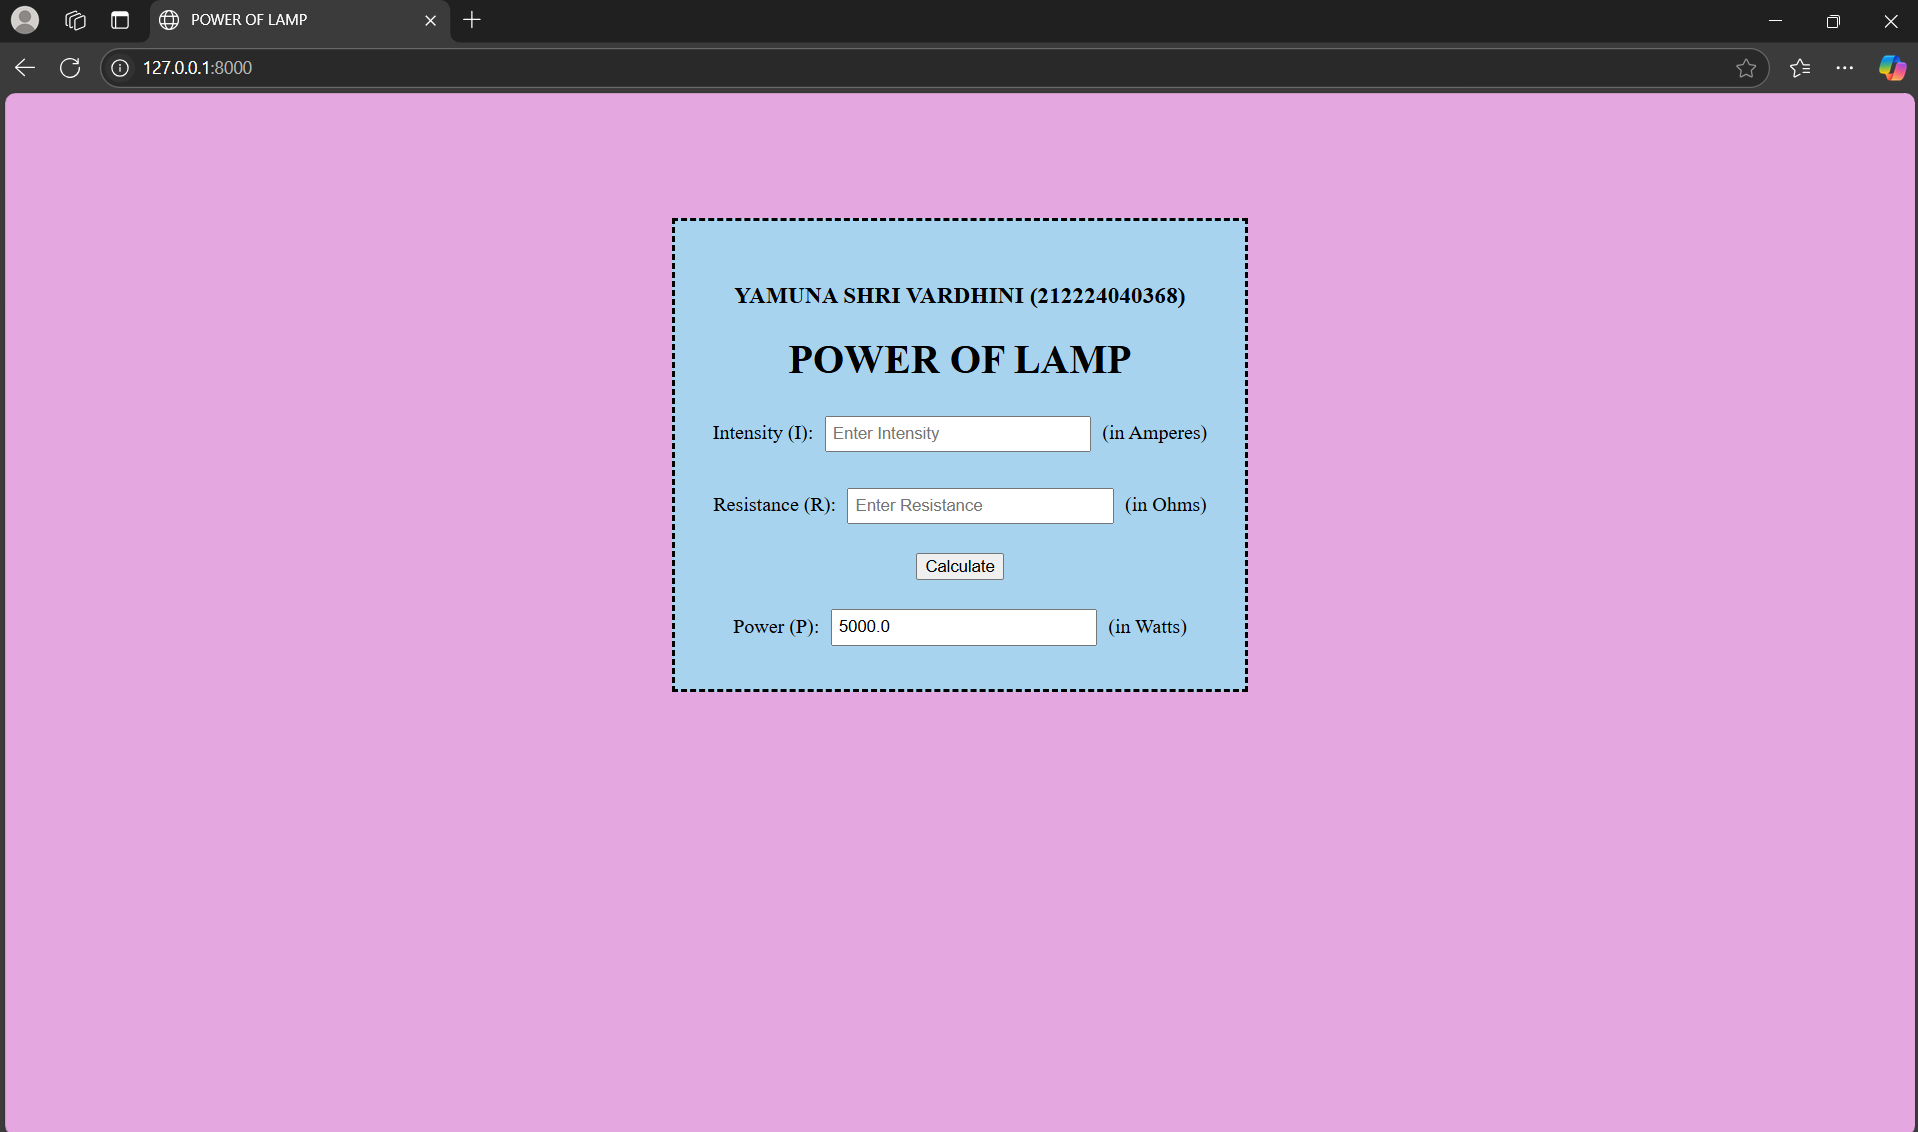 POWER OF LAMP
127.0.0.1:8000
YAMUNA SHRI VARDHINI (212224040368)
POWER OF LAMP
Intensity (I): Enter Intensity (in Amperes)
Resistance (R): Enter Resistance (in Ohms)
Calculate
Power (P): 5000.0 (in Watts)